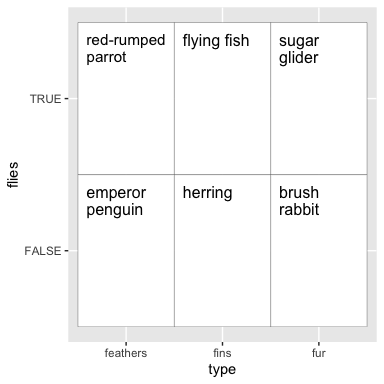 red-rumped
parrot
flying fish
sugar
glider
TRUE
flies
emperor
penguin
herring
brush
rabbit
FALSE
feathers
fins
fur
type